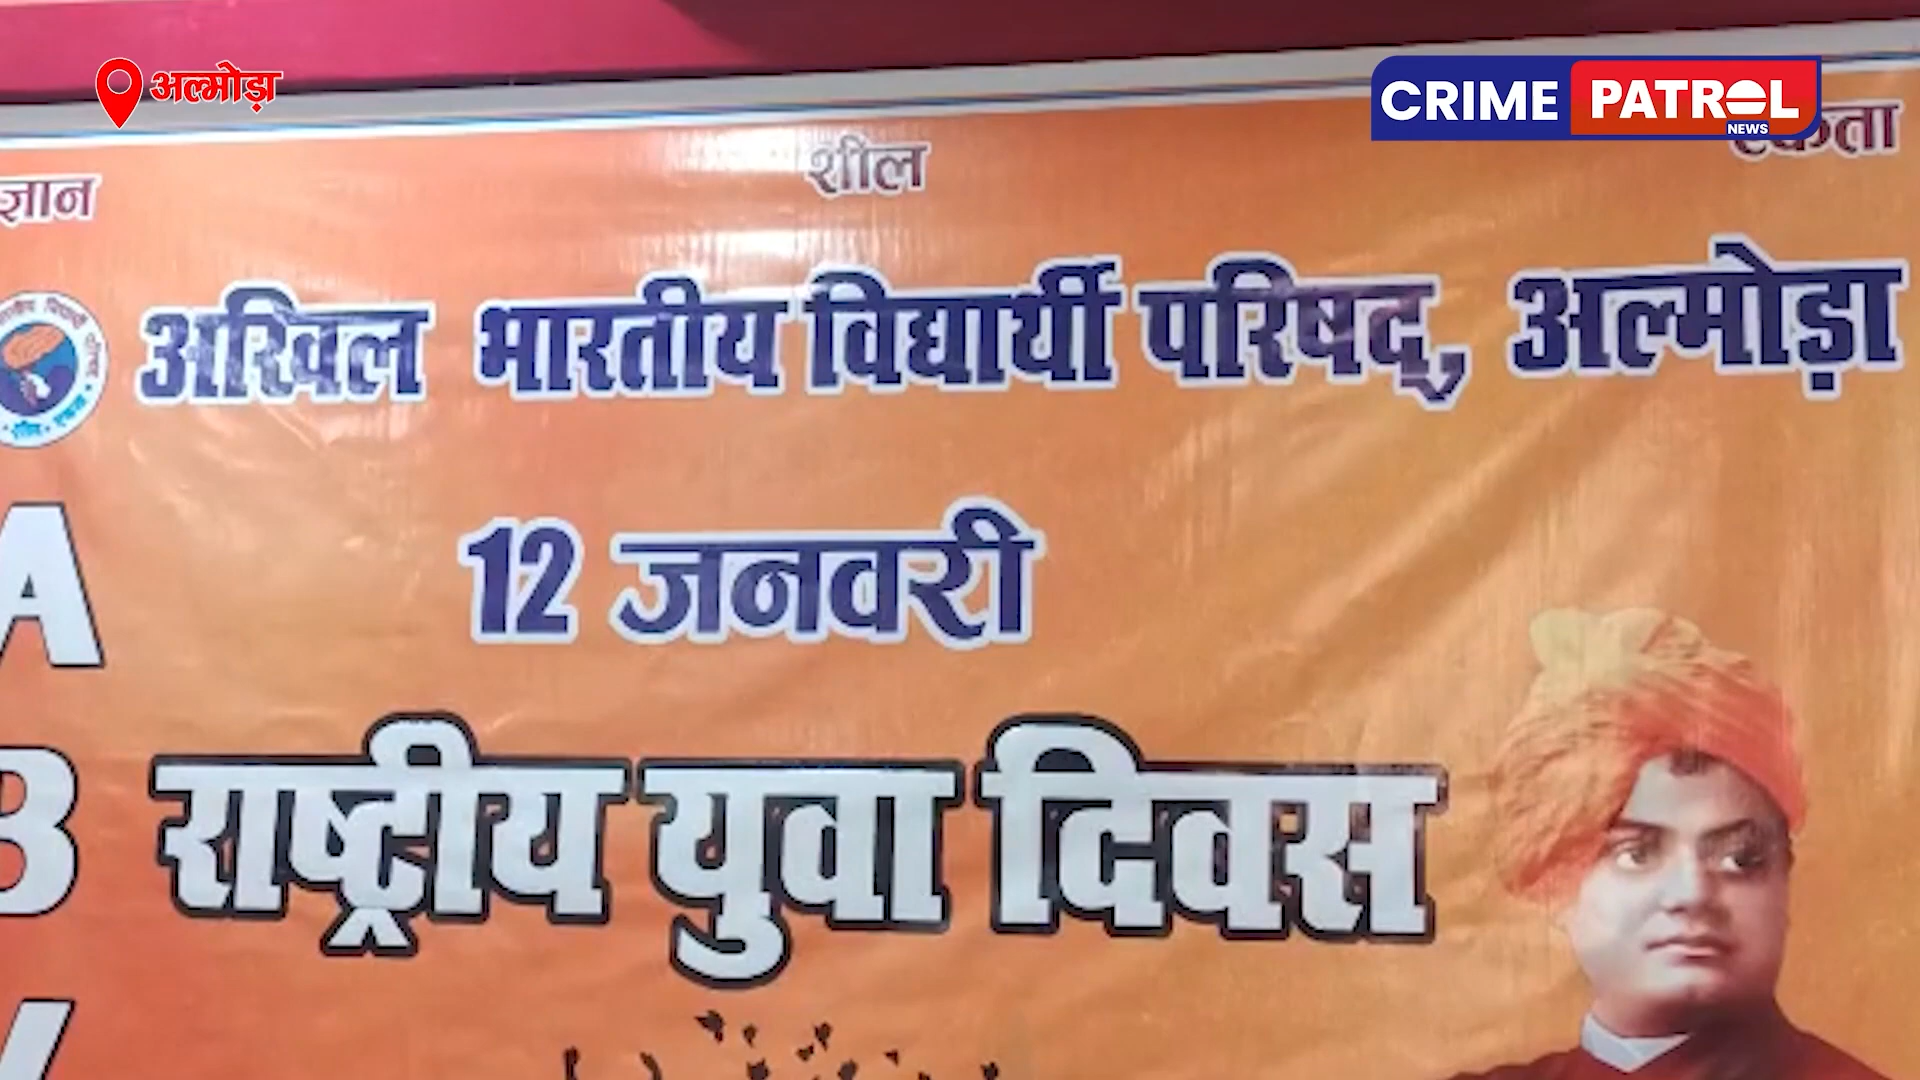 अल्मोड़ा
CRIME PATROL
NEWS
ज्ञान शील एकता
अखिल भारतीय विद्यार्थी परिषद्, अल्मोड़ा
12 जनवरी
A
B
राष्ट्रीय युवा दिवस
V